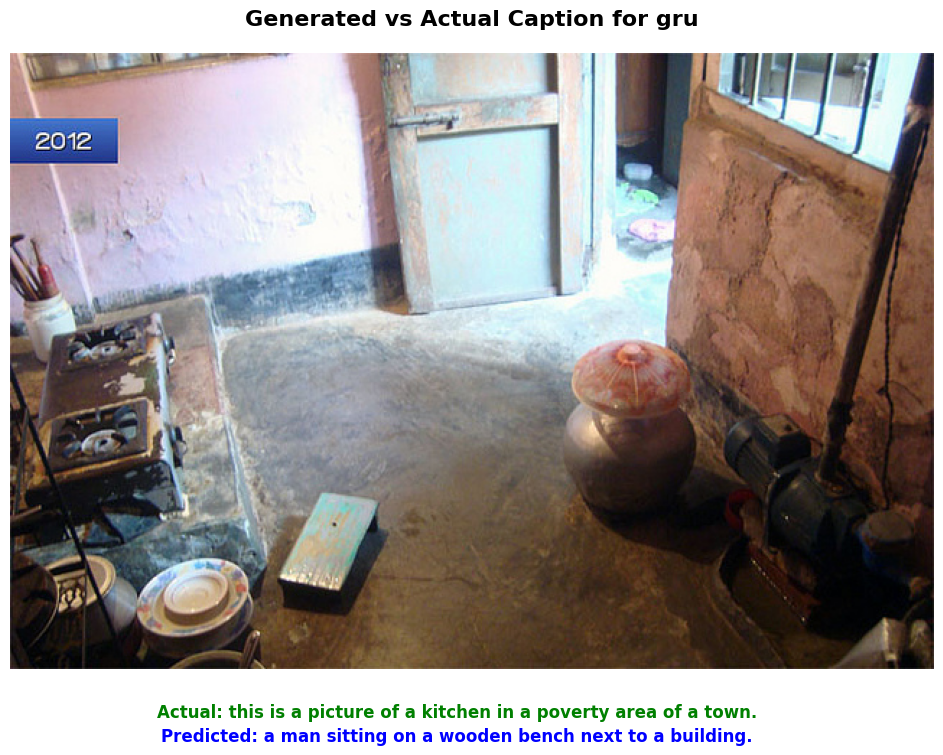 Generated vs Actual Caption for gru
2012
Actual: this is a picture of a kitchen in a poverty area of a town.
Predicted: a man sitting on a wooden bench next to a building.